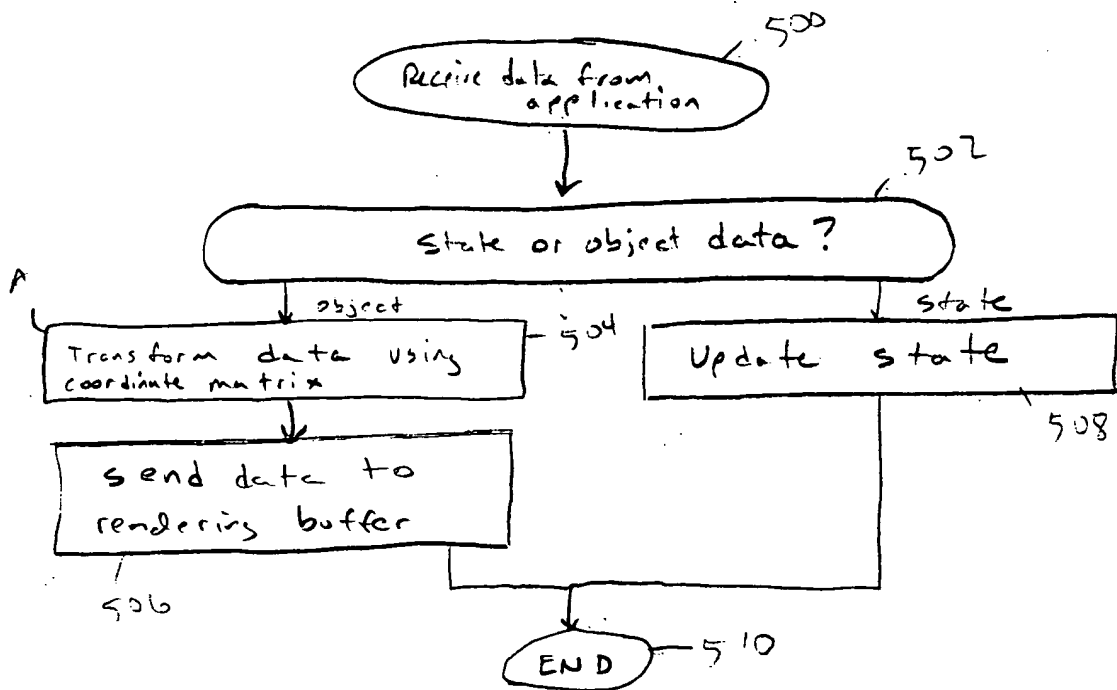 500
Receive data from
application
502
State or object data?
A
object
state
504
Transform data using
coordinate matrix
Update state
508
send data to
rendering buffer
506
END
510